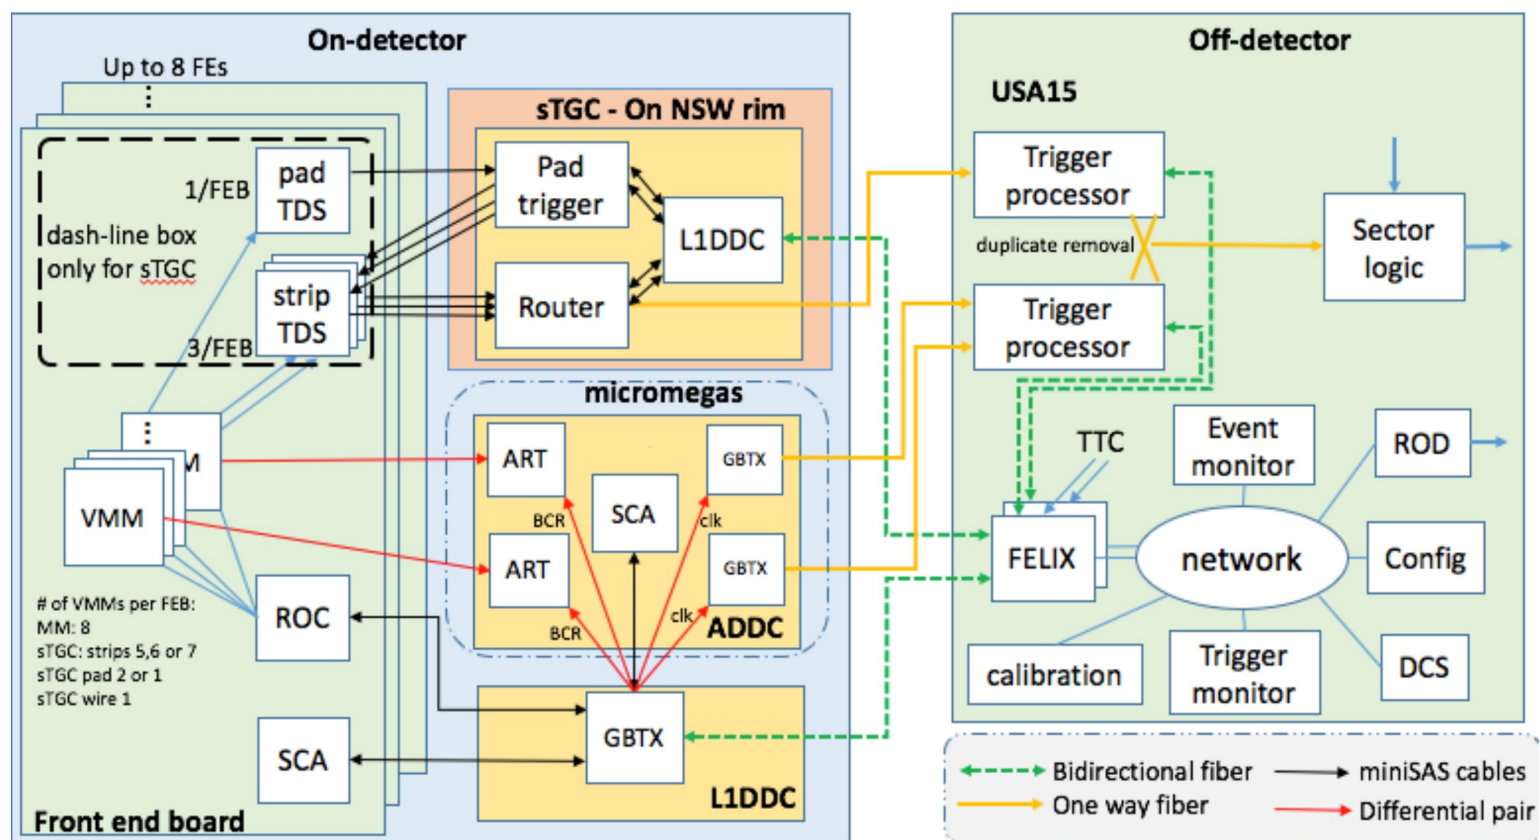 On-detector
Up to 8 FEs
⋮
pad
TDS
1/FEB
dash-line box
only for sTGC
strip
TDS
3/FEB
⋮
M
VMM
# of VMMs per FEB:
MM: 8
sTGC: strips 5,6 or 7
sTGC pad 2 or 1
sTGC wire 1
ROC
SCA
Front end board
sTGC - On NSW rim
Pad
trigger
L1DDC
Router
micromegas
ART
GBTX
SCA
BCR
clk
ART
GBTX
BCR
clk
ADDC
GBTX
L1DDC
Off-detector
USA15
Trigger
processor
duplicate removal
Sector
logic
Trigger
processor
TTC
Event
monitor
ROD
FELIX
network
Config
calibration
Trigger
monitor
DCS
Bidirectional fiber
miniSAS cables
One way fiber
Differential pair